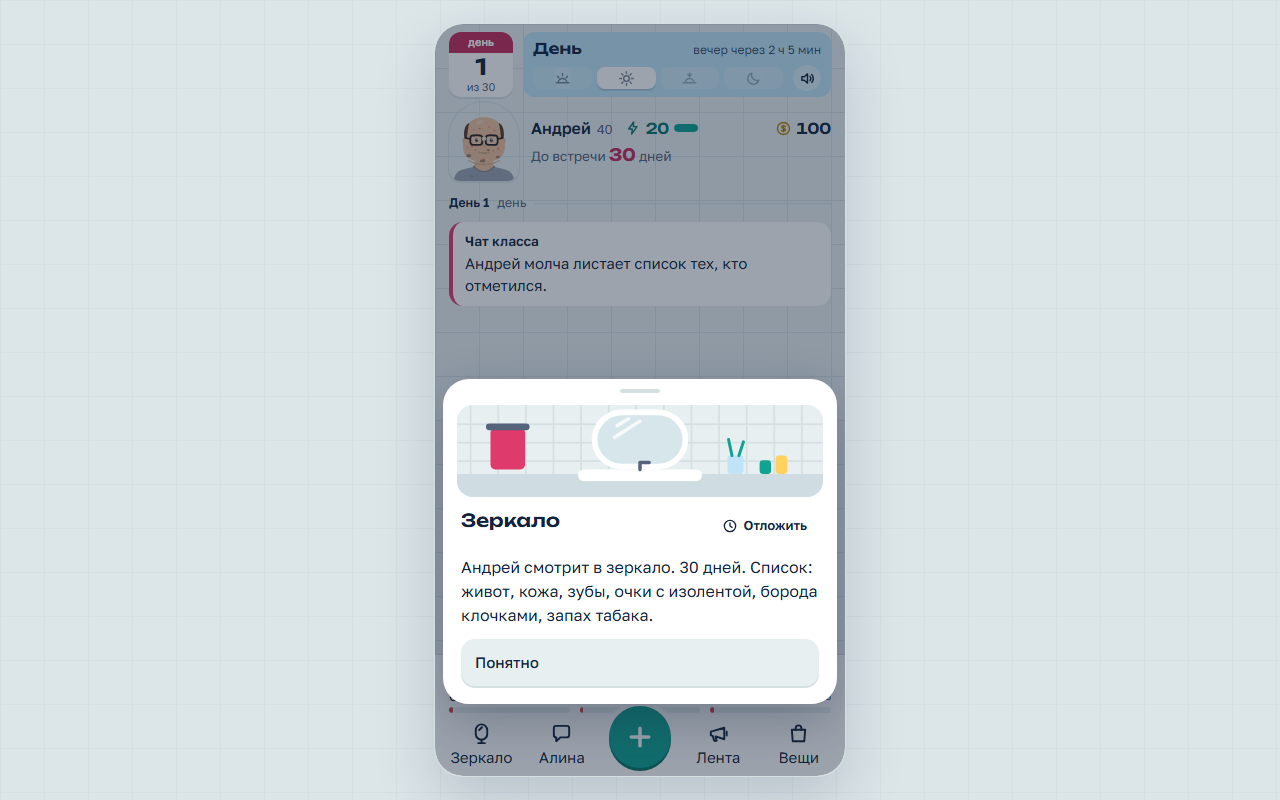 день
1
из 30
День
вечер через 2 ч 5 мин
Андрей 40 20 100
До встречи 30 дней
День 1 день
Чат класса
Андрей молча листает список тех, кто
отметился.
Зеркало
Отложить
Андрей смотрит в зеркало. 30 дней. Список:
живот, кожа, зубы, очки с изолентой, борода
клочками, запах табака.
Понятно
Зеркало
Алина
Лента
Вещи